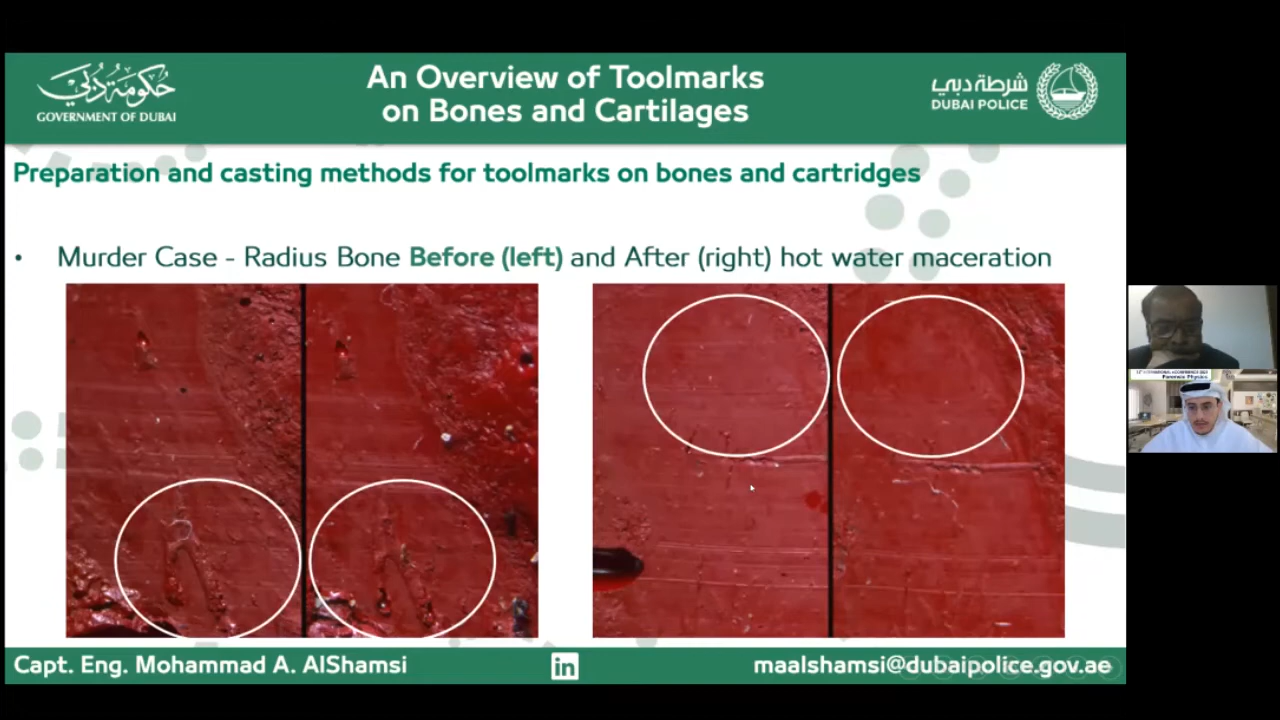 حكومة دبي
GOVERNMENT OF DUBAI
An Overview of Toolmarks
on Bones and Cartilages
شرطة دبي
DUBAI POLICE
Preparation and casting methods for toolmarks on bones and cartridges
• Murder Case - Radius Bone Before (left) and After (right) hot water maceration
Forensic Physics
Capt. Eng. Mohammad A. AlShamsi
in
maalshamsi@dubaipolice.gov.ae